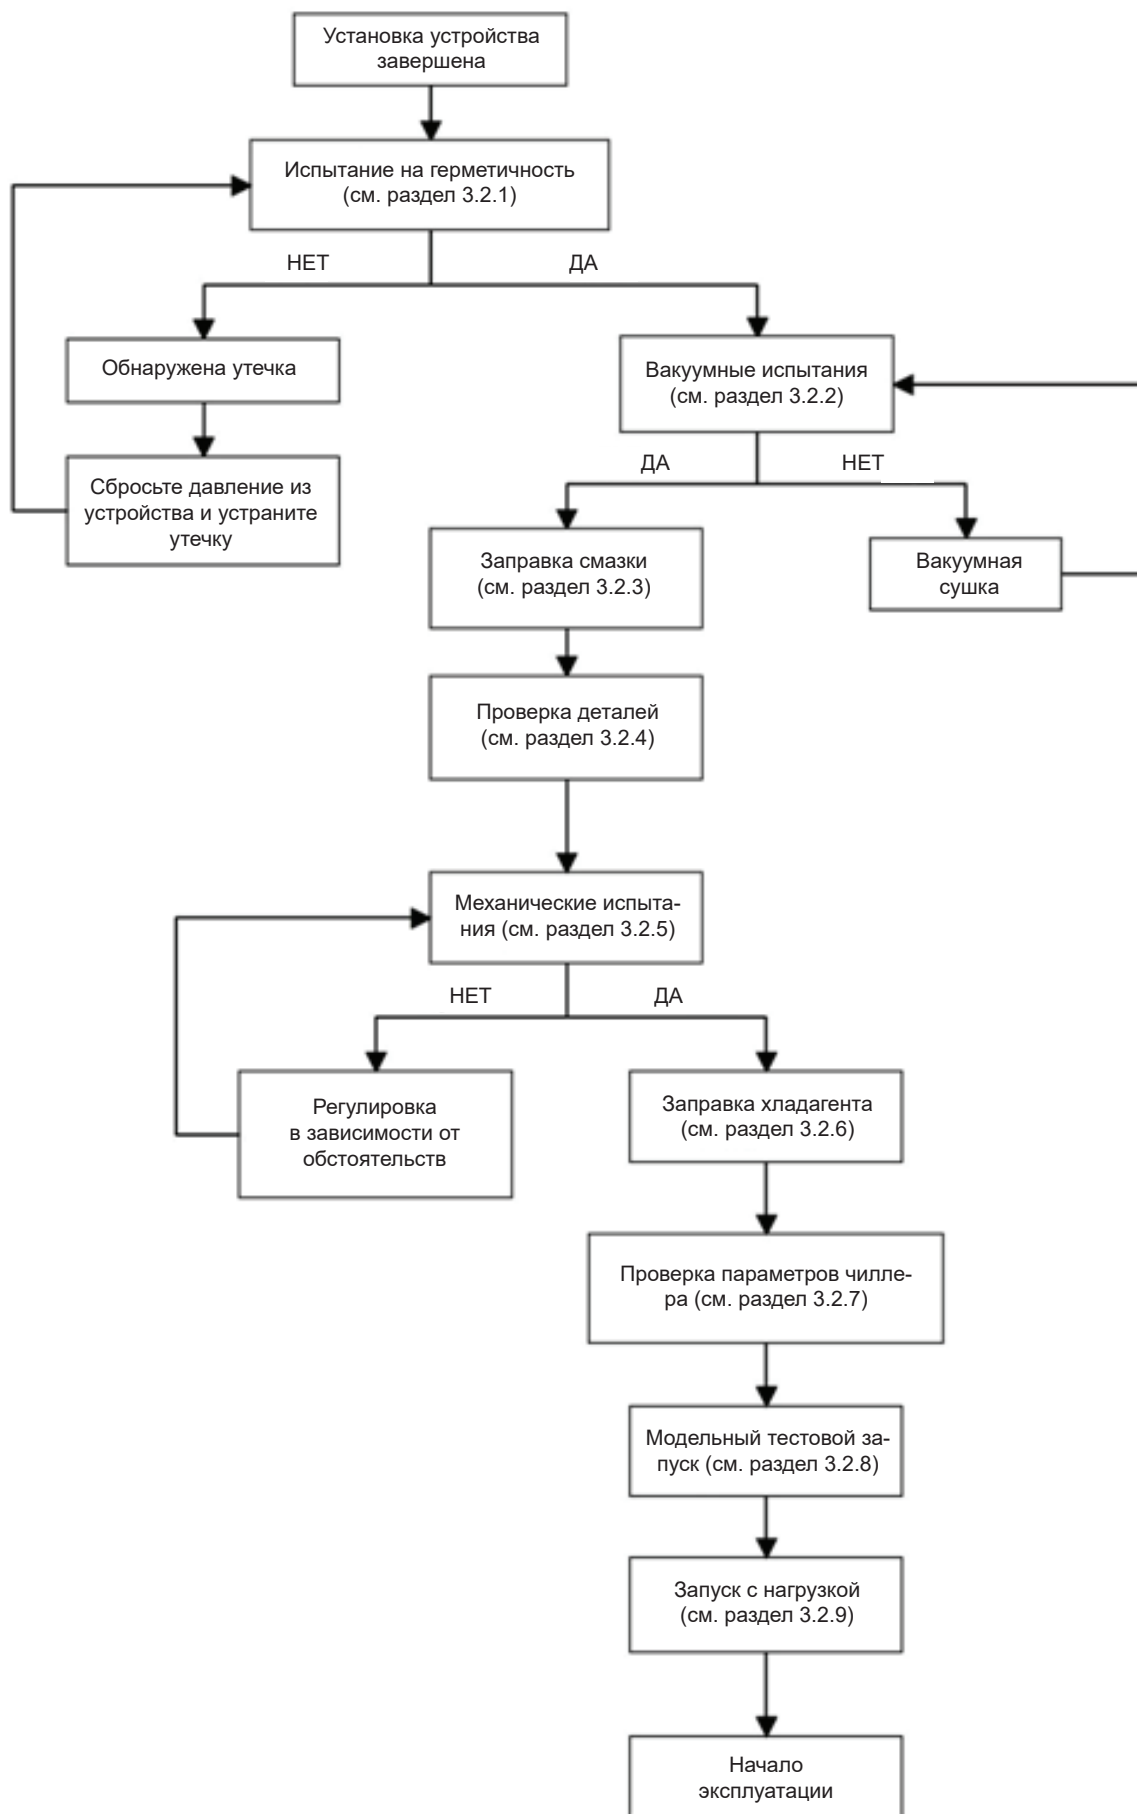 Установка устройства
завершена
Испытание на герметичность
(см. раздел 3.2.1)
НЕТ
ДА
Обнаружена утечка
Вакуумные испытания
(см. раздел 3.2.2)
Сбросьте давление из
устройства и устраните
утечку
ДА
НЕТ
Заправка смазки
(см. раздел 3.2.3)
Вакуумная
сушка
Проверка деталей
(см. раздел 3.2.4)
Механические испыта-
ния (см. раздел 3.2.5)
НЕТ
ДА
Регулировка
в зависимости от
обстоятельств
Заправка хладагента
(см. раздел 3.2.6)
Проверка параметров чилле-
ра (см. раздел 3.2.7)
Модельный тестовой за-
пуск (см. раздел 3.2.8)
Запуск с нагрузкой
(см. раздел 3.2.9)
Начало
эксплуатации